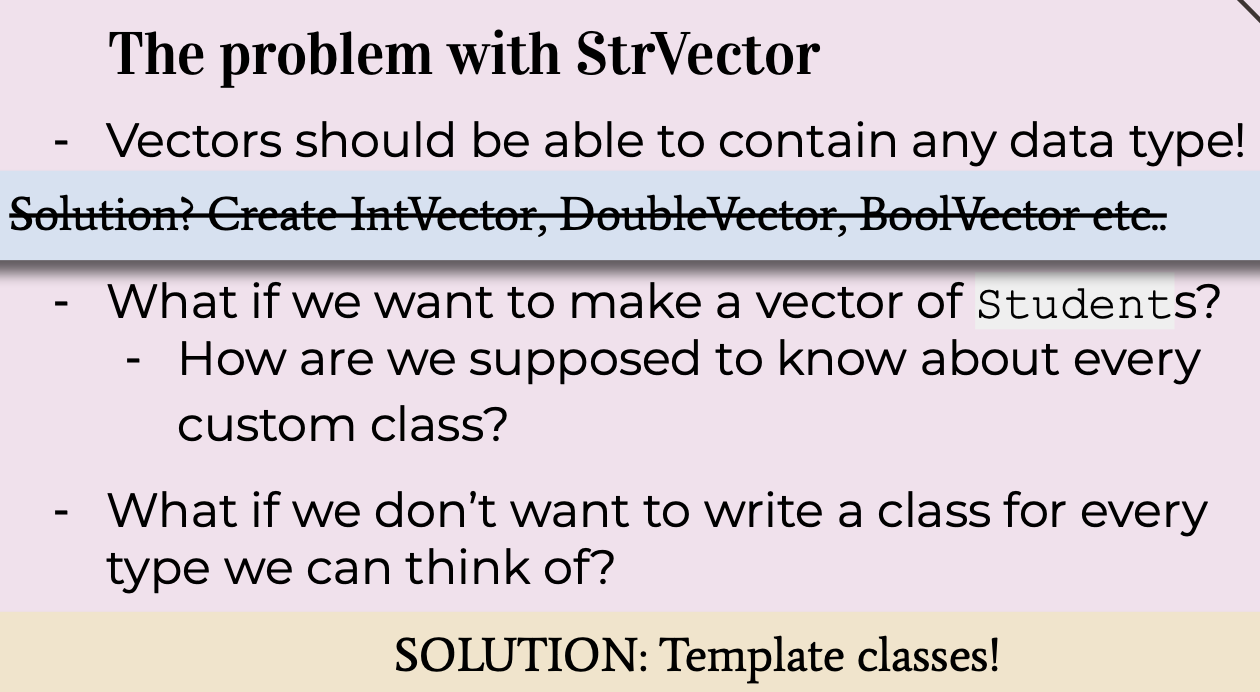 The problem with StrVector
- Vectors should be able to contain any data type!
Solution? Create IntVector, DoubleVector, BoolVector etc..
- What if we want to make a vector of Students?
- How are we supposed to know about every
custom class?
- What if we don’t want to write a class for every
type we can think of?
SOLUTION: Template classes!